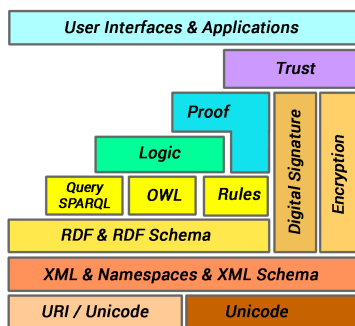 User Interfaces & Applications
Trust
Proof
Logic
Query
SPARQL
OWL
Rules
Digital Signature
Encryption
RDF & RDF Schema
XML & Namespaces & XML Schema
URI / Unicode
Unicode